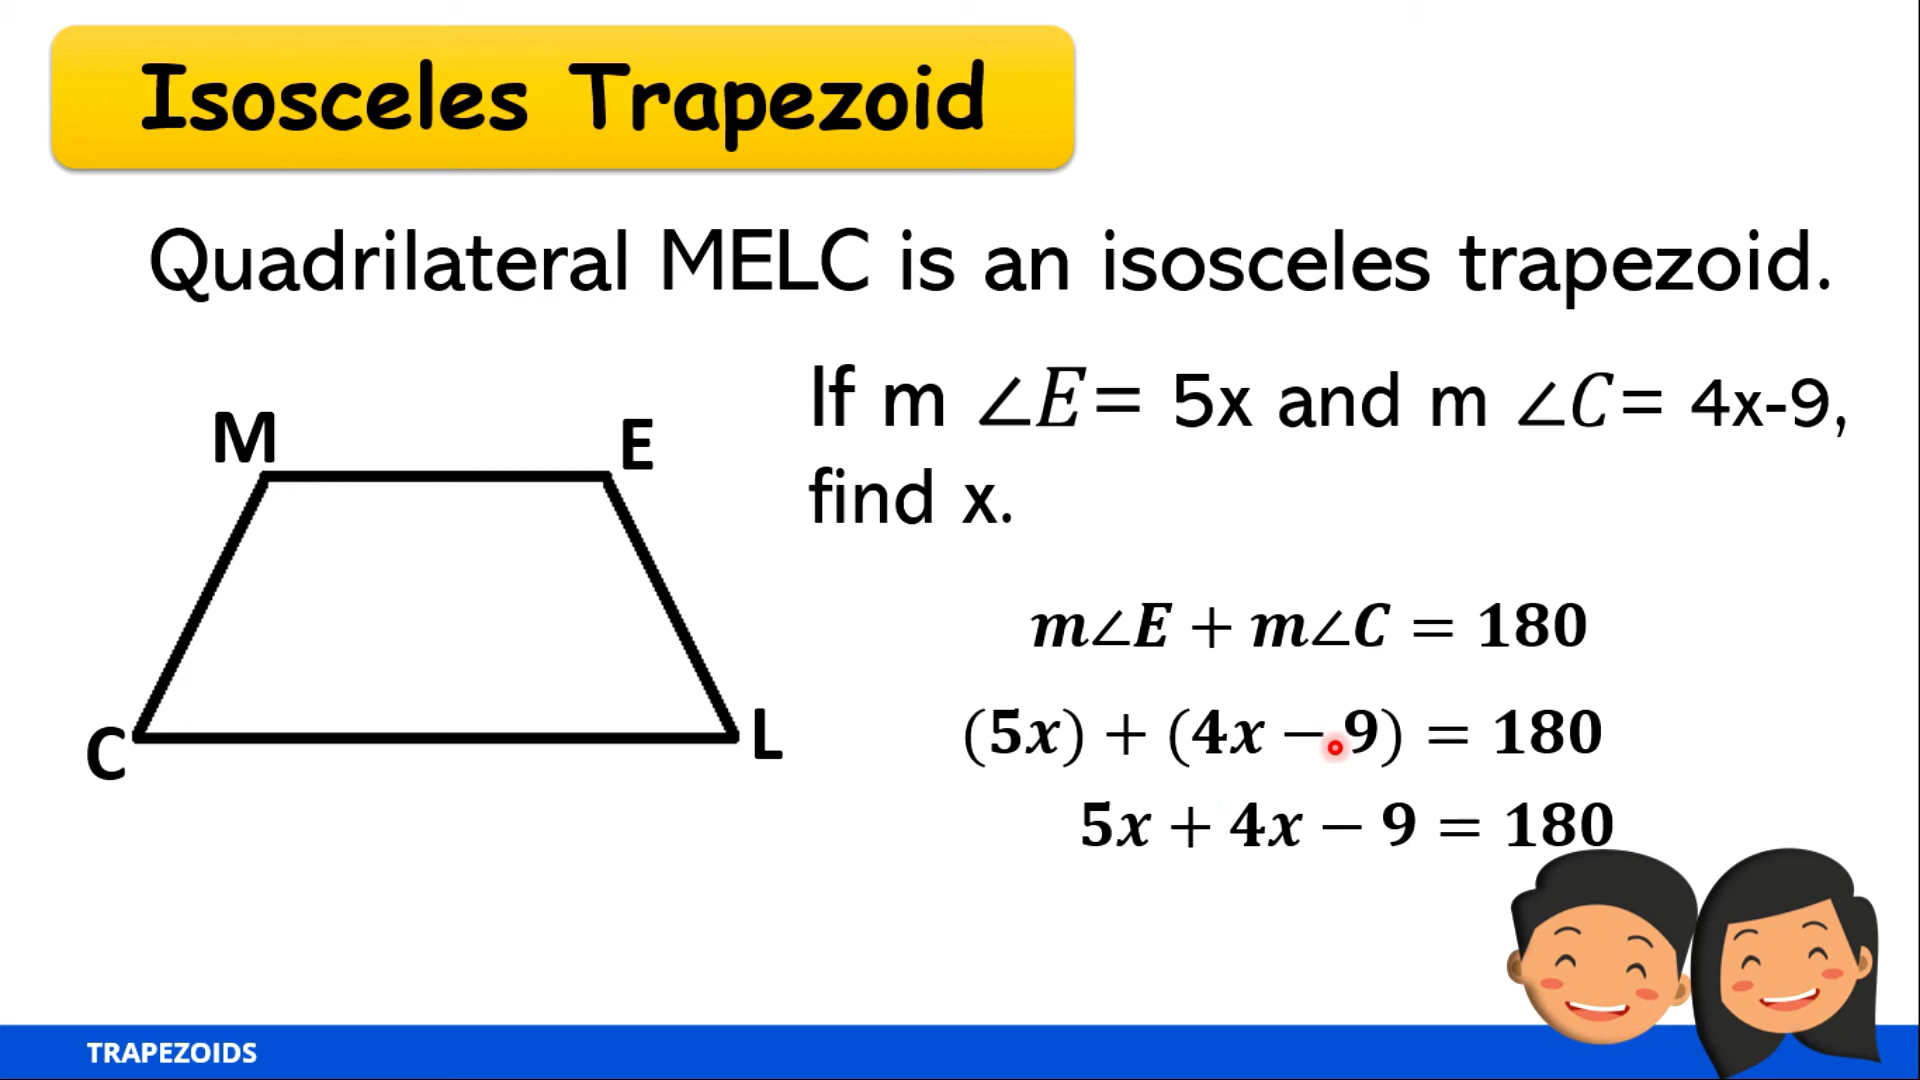 Isosceles Trapezoid
Quadrilateral MELC is an isosceles trapezoid.
If m ∠E= 5x and m ∠C= 4x-9,
find x.
M
E
C
L
m∠E + m∠C = 180
(5x) + (4x − 9) = 180
5x + 4x − 9 = 180
TRAPEZOIDS